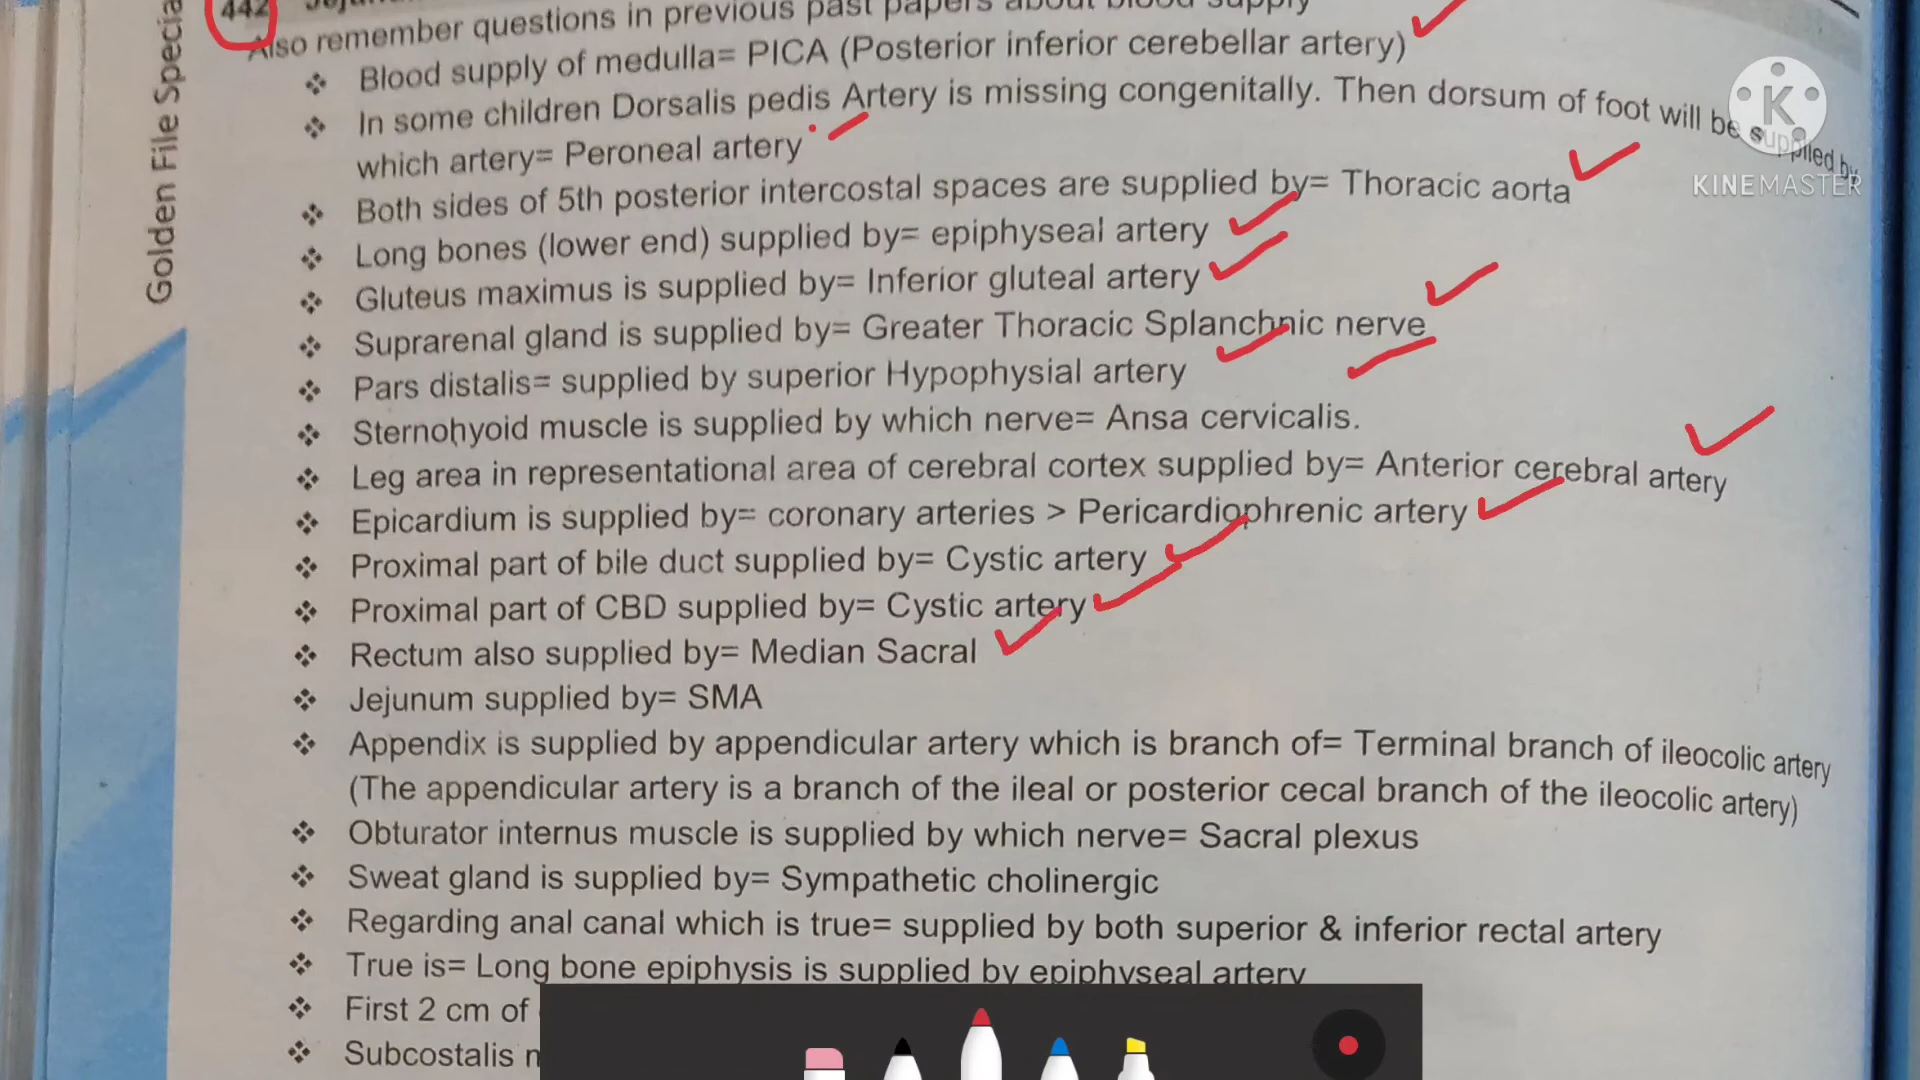 Golden File Specia
442
Also remember questions in previous past papers about blood supply
❖ Blood supply of medulla= PICA (Posterior inferior cerebellar artery)
❖ In some children Dorsalis pedis Artery is missing congenitally. Then dorsum of foot will be supplied by
which artery= Peroneal artery
❖ Both sides of 5th posterior intercostal spaces are supplied by= Thoracic aorta
❖ Long bones (lower end) supplied by= epiphyseal artery
❖ Gluteus maximus is supplied by= Inferior gluteal artery
❖ Suprarenal gland is supplied by= Greater Thoracic Splanchnic nerve
❖ Pars distalis= supplied by superior Hypophysial artery
❖ Sternohyoid muscle is supplied by which nerve= Ansa cervicalis.
❖ Leg area in representational area of cerebral cortex supplied by= Anterior cerebral artery
❖ Epicardium is supplied by= coronary arteries > Pericardiophrenic artery
❖ Proximal part of bile duct supplied by= Cystic artery
❖ Proximal part of CBD supplied by= Cystic artery
❖ Rectum also supplied by= Median Sacral
❖ Jejunum supplied by= SMA
❖ Appendix is supplied by appendicular artery which is branch of= Terminal branch of ileocolic artery
(The appendicular artery is a branch of the ileal or posterior cecal branch of the ileocolic artery)
❖ Obturator internus muscle is supplied by which nerve= Sacral plexus
❖ Sweat gland is supplied by= Sympathetic cholinergic
❖ Regarding anal canal which is true= supplied by both superior & inferior rectal artery
❖ True is= Long bone epiphysis is supplied by epiphyseal artery
❖ First 2 cm of
❖ Subcostalis
K
KINEMASTER